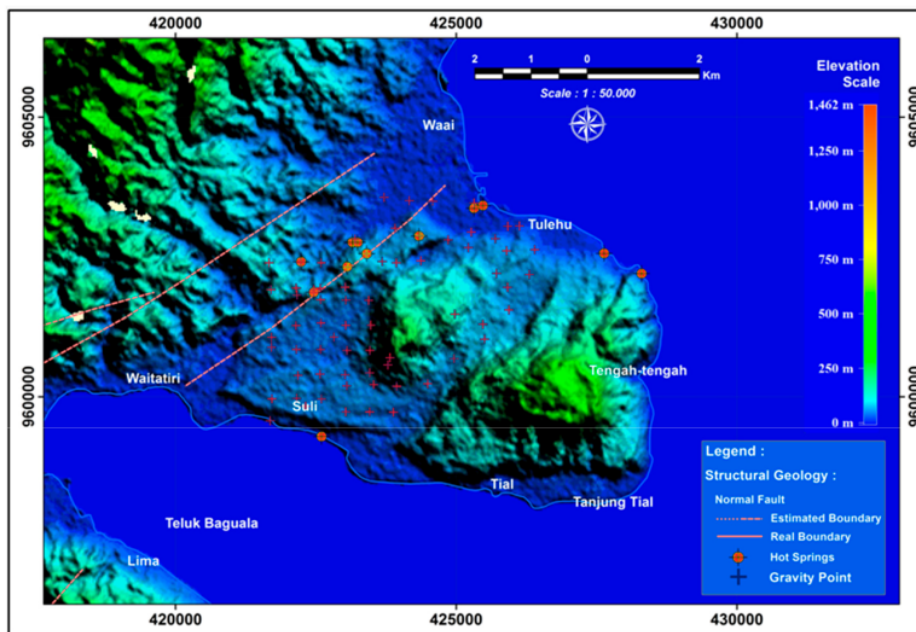 420000
425000
430000
2 1 0 2
Km
Scale : 1 : 50.000
Elevation
Scale
1,462 m
1,250 m
1,000 m
750 m
500 m
250 m
0 m
9605000
9605000
Waai
Tulehu
Tengah-tengah
Waitatiri
9600000
9600000
Suli
Tial
Tanjung Tial
Teluk Baguala
Lima
Legend :
Structural Geology :
Normal Fault
Estimated Boundary
Real Boundary
Hot Springs
Gravity Point
420000
425000
430000